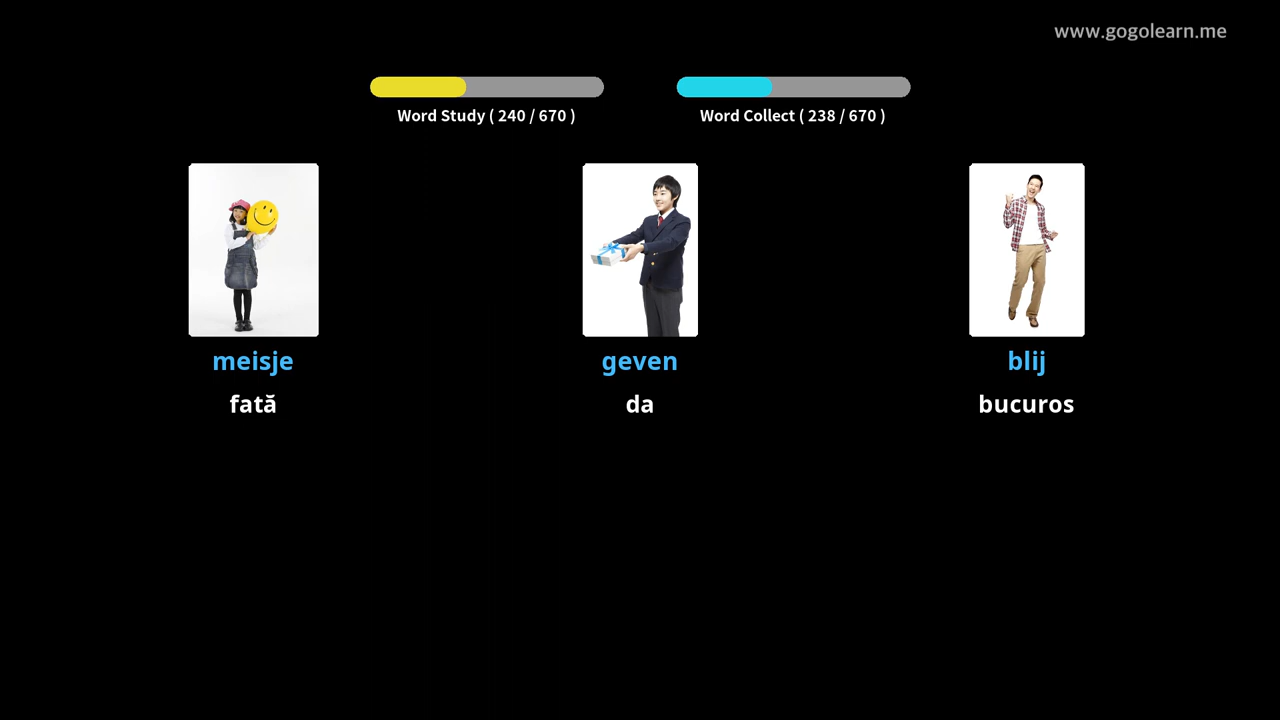 www.gogolearn.me
Word Study ( 240 / 670 )
Word Collect ( 238 / 670 )
meisje
geven
blij
fată
da
bucuros